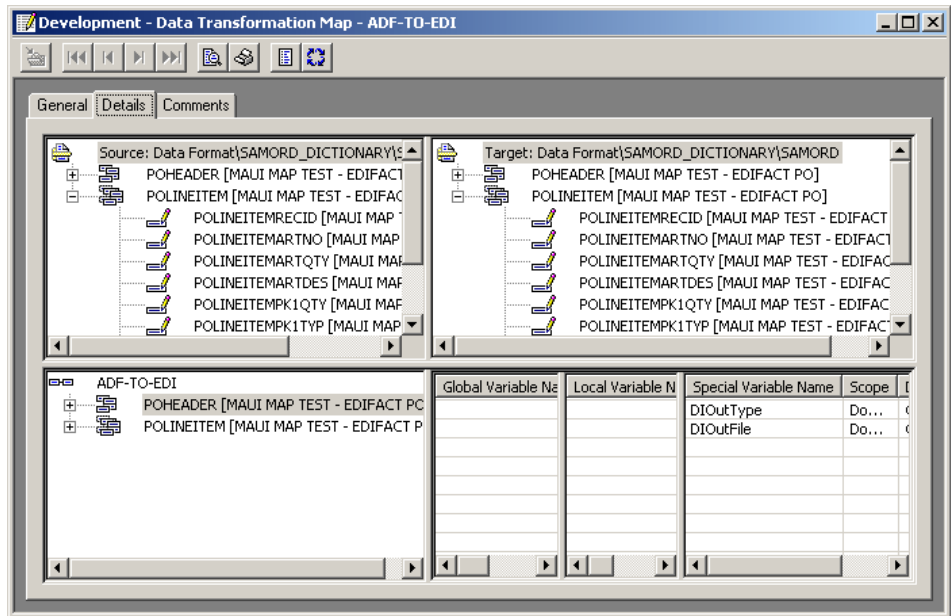 Development - Data Transformation Map - ADF-TO-EDI
General Details Comments
Source: Data Format\SAMORD_DICTIONARY\S
POHEADER [MAUI MAP TEST - EDIFACT
POLINEITEM [MAUI MAP TEST - EDIFAC
POLINEITEMRECID [MAUI MAP T
POLINEITEMARTNO [MAUI MAP
POLINEITEMARTQTY [MAUI MAP
POLINEITEMARTDES [MAUI MAP
POLINEITEMPK1QTY [MAUI MAP
POLINEITEMPK1TYP [MAUI MAP
Target: Data Format\SAMORD_DICTIONARY\SAMORD
POHEADER [MAUI MAP TEST - EDIFACT PO]
POLINEITEM [MAUI MAP TEST - EDIFACT PO]
POLINEITEMRECID [MAUI MAP TEST - EDIFACT
POLINEITEMARTNO [MAUI MAP TEST - EDIFACT
POLINEITEMARTQTY [MAUI MAP TEST - EDIFAC
POLINEITEMARTDES [MAUI MAP TEST - EDIFAC
POLINEITEMPK1QTY [MAUI MAP TEST - EDIFAC
POLINEITEMPK1TYP [MAUI MAP TEST - EDIFACT
ADF-TO-EDI
POHEADER [MAUI MAP TEST - EDIFACT PO
POLINEITEM [MAUI MAP TEST - EDIFACT P
Global Variable Na Local Variable N Special Variable Name Scope
DIOutType Do...
DIOutFile Do...